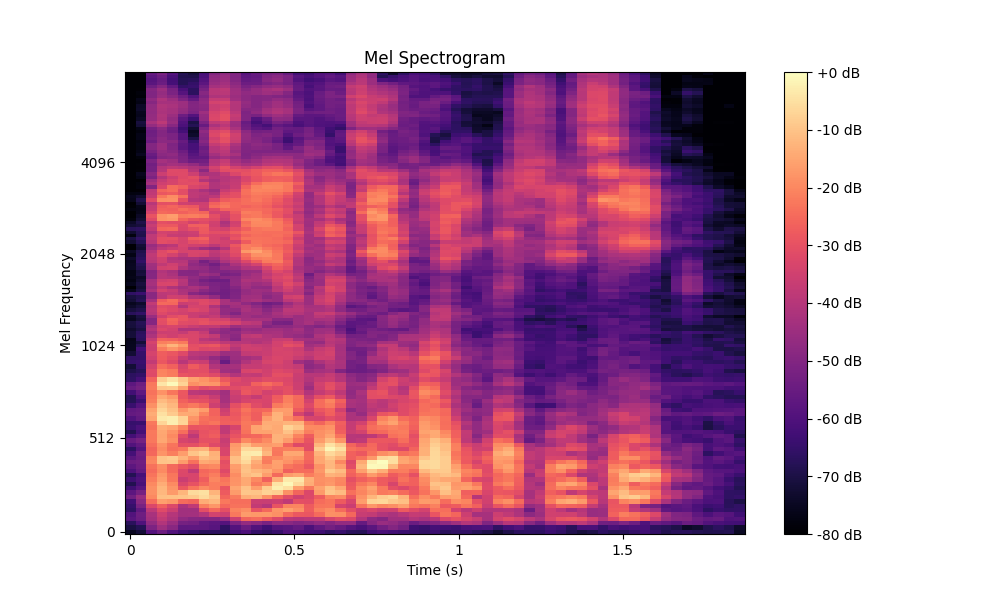 Mel Spectrogram
+0 dB
-10 dB
-20 dB
-30 dB
-40 dB
-50 dB
-60 dB
-70 dB
-80 dB
4096
2048
1024
512
0
Mel Frequency
0
0.5
1
1.5
Time (s)